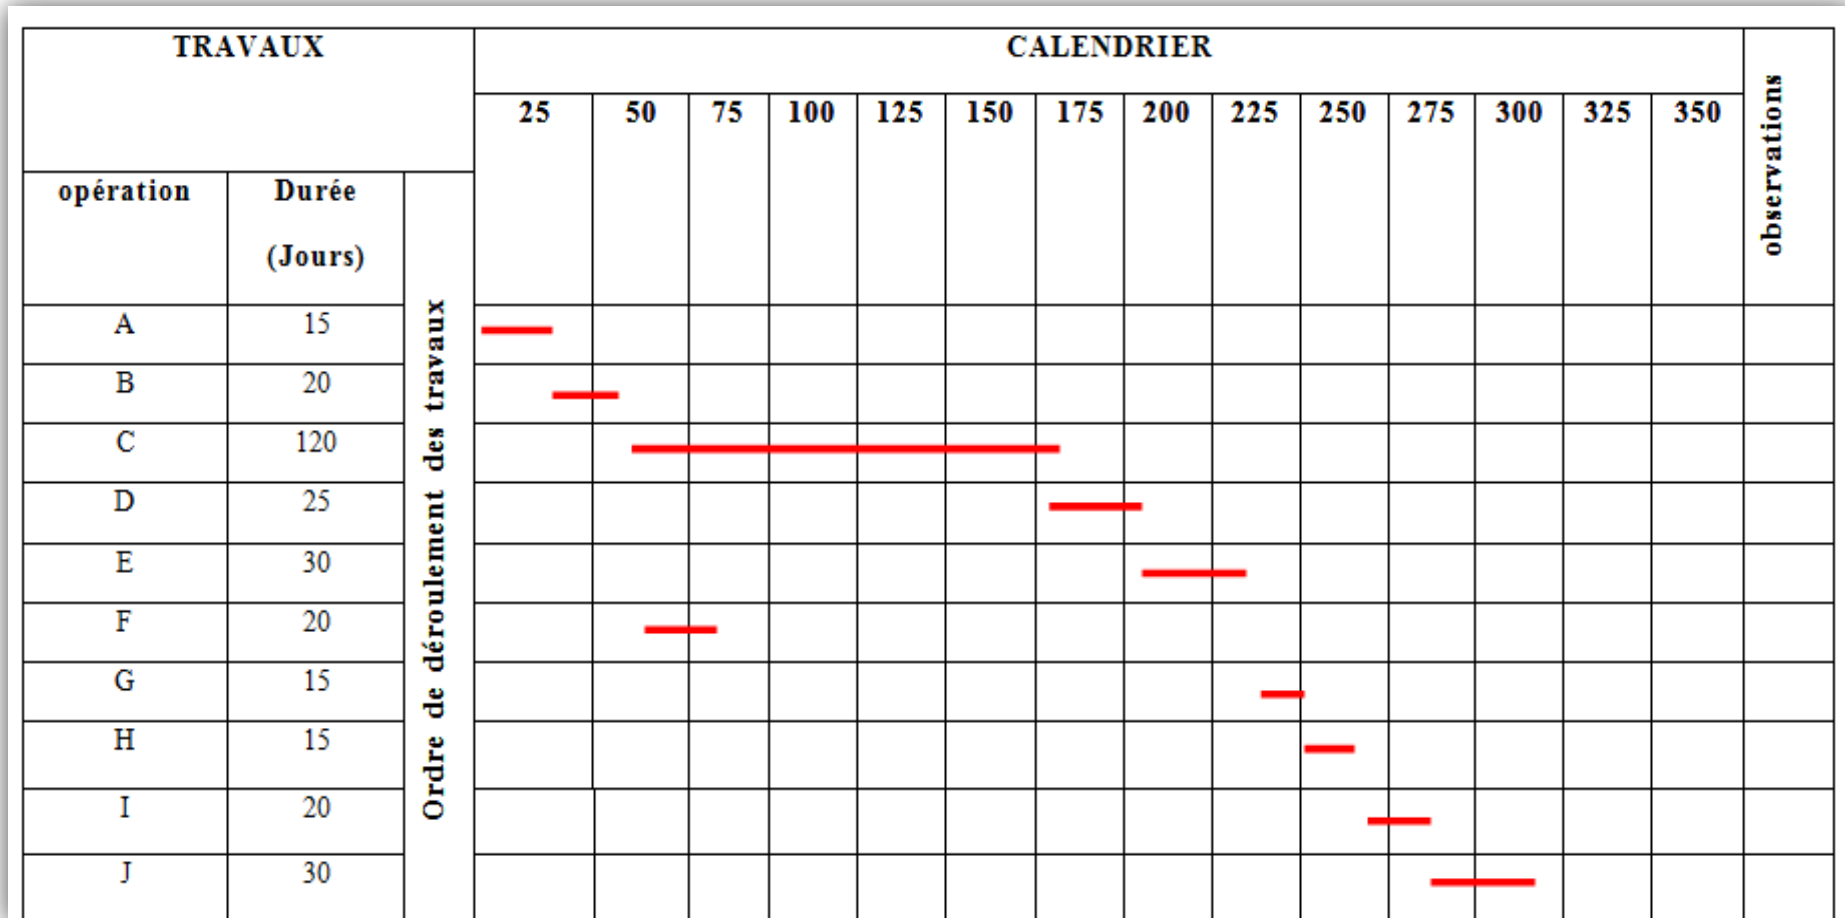 TRAVAUX
CALENDRIER
observations
25 50 75 100 125 150 175 200 225 250 275 300 325 350
opération
Durée
(Jours)
Ordre de déroulement des travaux
A 15
B 20
C 120
D 25
E 30
F 20
G 15
H 15
I 20
J 30